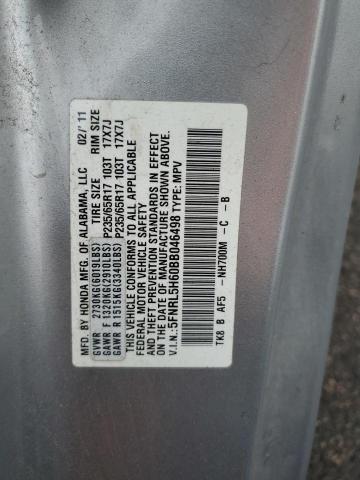 MFD. BY HONDA MFG. OF ALABAMA, LLC 02/'11
GVWR 2730KG(6019LBS) TIRE SIZE RIM SIZE
GAWR F 1320KG(2910LBS) P235/65R17 103T 17X7J
GAWR R 1515KG(3340LBS) P235/65R17 103T 17X7J
THIS VEHICLE CONFORMS TO ALL APPLICABLE
FEDERAL MOTOR VEHICLE SAFETY
AND THEFT PREVENTION STANDARDS IN EFFECT
ON THE DATE OF MANUFACTURE SHOWN ABOVE.
V.I.N.:5FNRL5H60BB046498 TYPE: MPV
TK8 B AF5 -NH700M -C -B